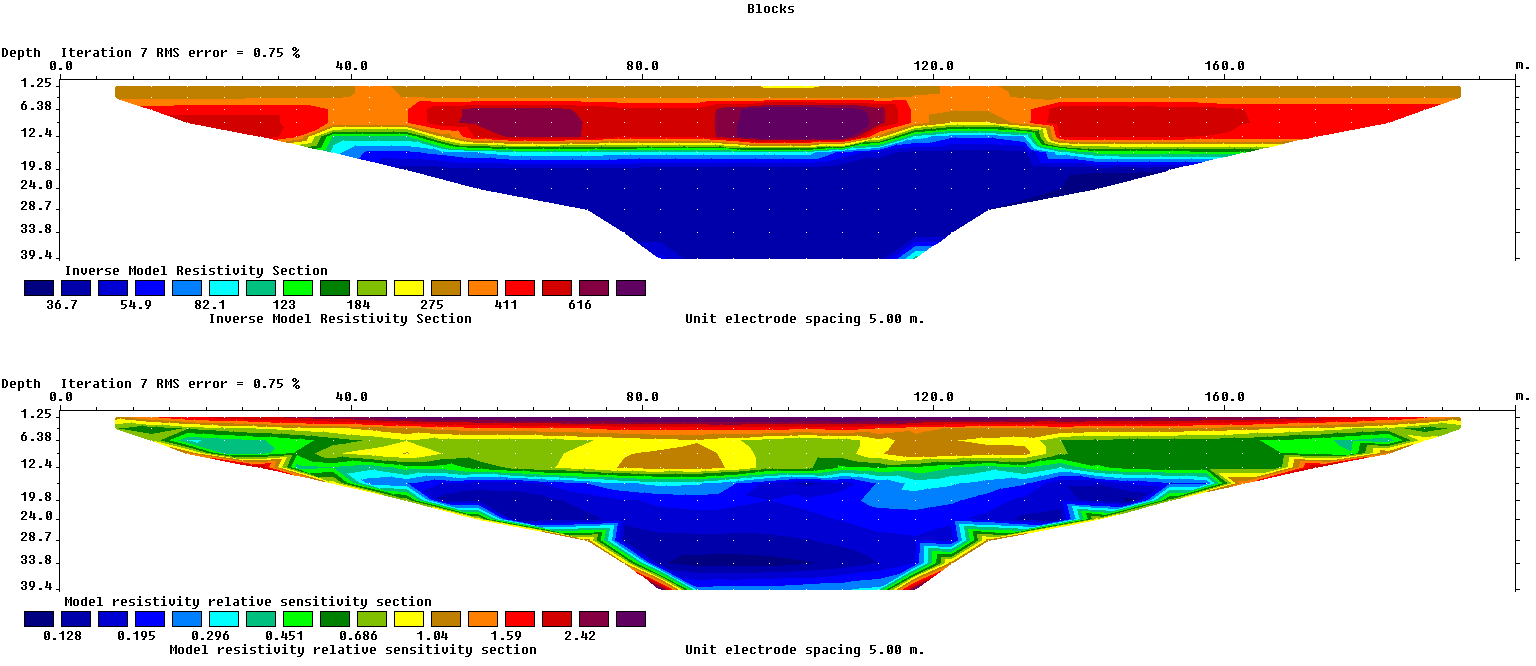 Blocks
Depth Iteration 7 RMS error = 0.75 %
0.0 40.0 80.0 120.0 160.0 m.
1.25
6.38
12.4
19.8
24.0
28.7
33.8
39.4
Inverse Model Resistivity Section
36.7 54.9 82.1 123 184 275 411 616
Inverse Model Resistivity Section Unit electrode spacing 5.00 m.
Depth Iteration 7 RMS error = 0.75 %
0.0 40.0 80.0 120.0 160.0 m.
1.25
6.38
12.4
19.8
24.0
28.7
33.8
39.4
Model resistivity relative sensitivity section
0.128 0.195 0.296 0.451 0.686 1.04 1.59 2.42
Model resistivity relative sensitivity section Unit electrode spacing 5.00 m.